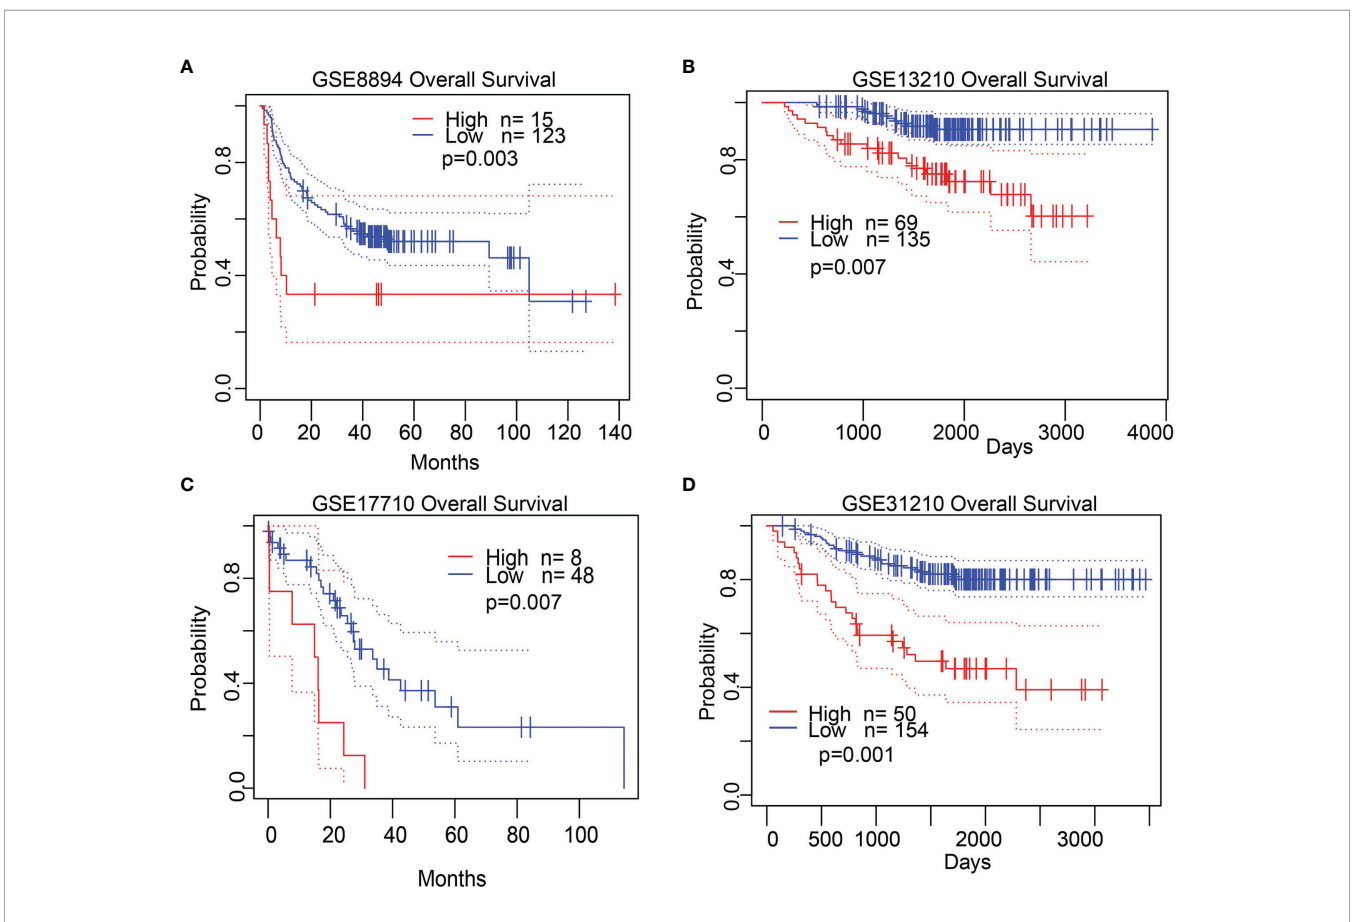 A
GSE8894 Overall Survival
High n= 15
Low n= 123
p=0.003
Probability
0.8
0.4
0.0
0 20 40 60 80 100 120 140
Months
B
GSE13210 Overall Survival
High n= 69
Low n= 135
p=0.007
Probability
0.8
0.4
0.0
0 1000 2000 3000 4000
Days
C
GSE17710 Overall Survival
High n= 8
Low n= 48
p=0.007
Probability
0.8
0.4
0.0
0 20 40 60 80 100
Months
D
GSE31210 Overall Survival
High n= 50
Low n= 154
p=0.001
Probability
0.8
0.4
0.0
0 500 1000 2000 3000
Days